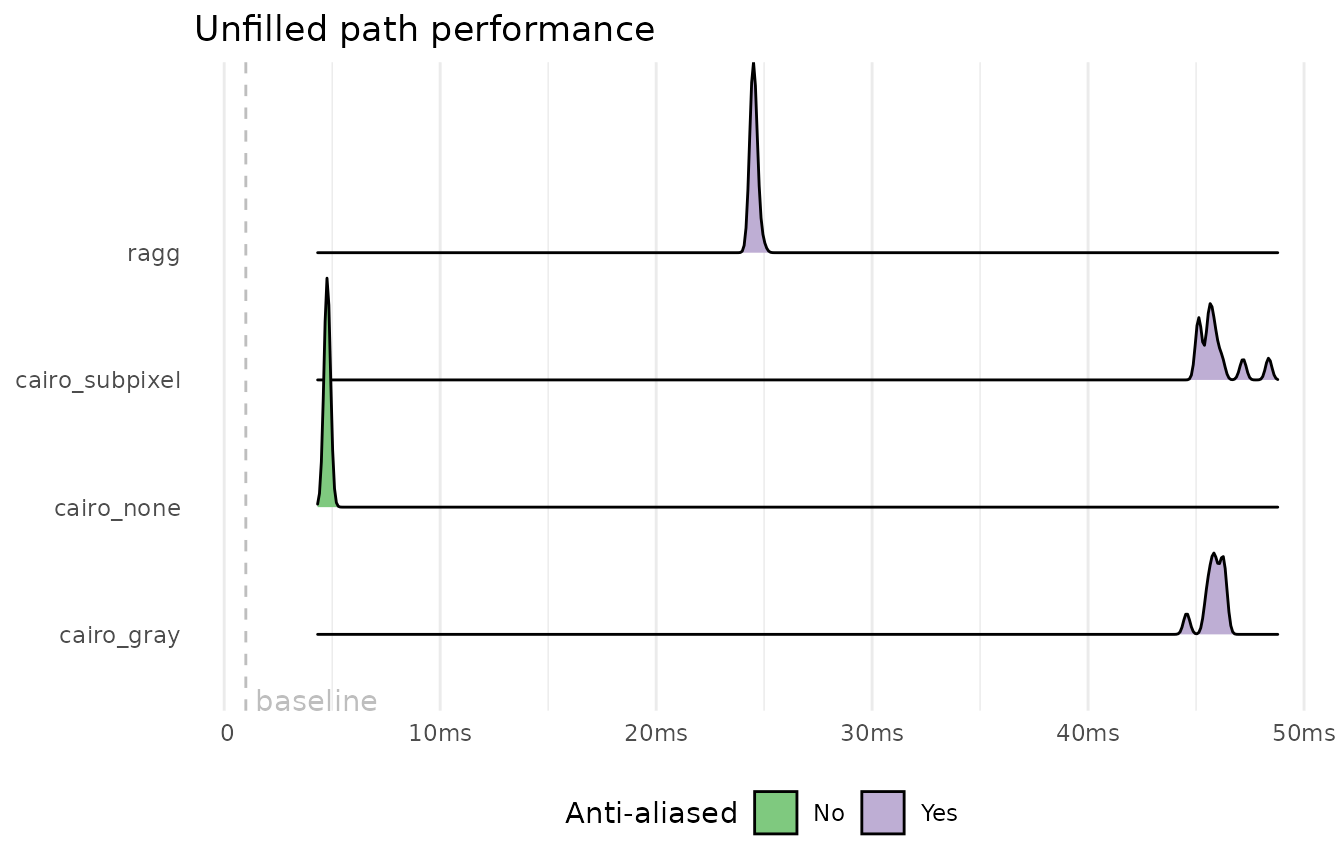 Unfilled path performance
ragg
cairo_subpixel
cairo_none
cairo_gray
baseline
0 10ms 20ms 30ms 40ms 50ms
Anti-aliased No Yes